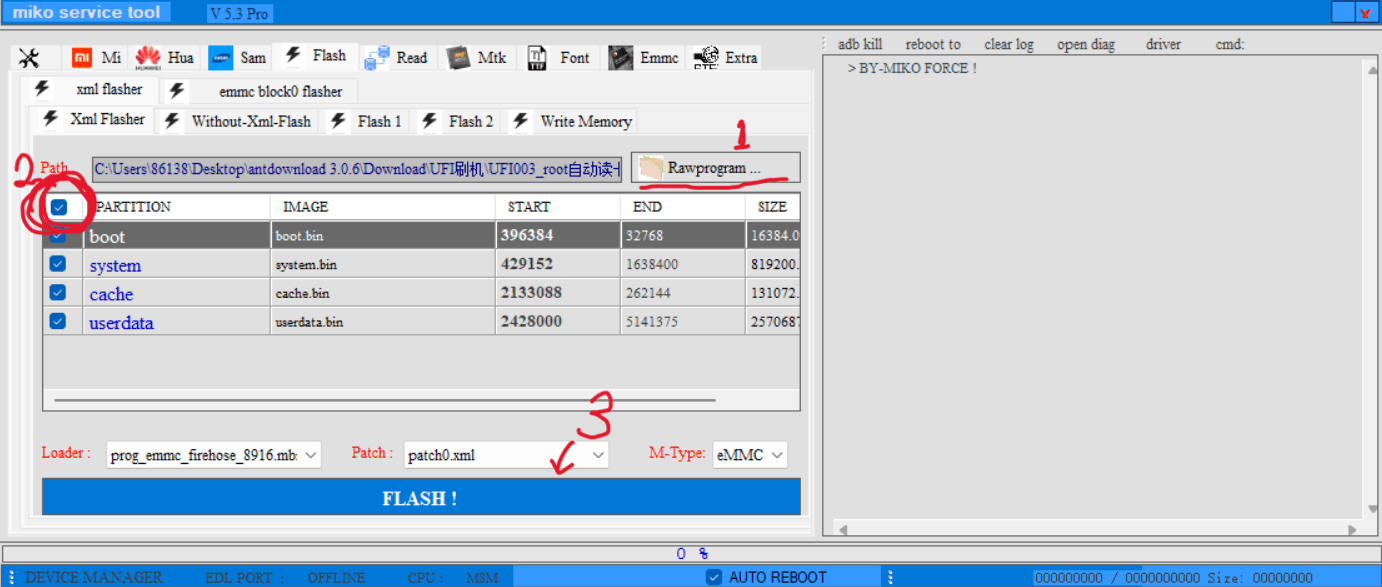 miko service tool V 5.3 Pro
Mi Hua Sam Flash Read Mtk Font Emmc Extra
adb kill reboot to clear log open diag driver cmd:
> BY-MIKO FORCE !
xml flasher emmc block0 flasher
Xml Flasher Without-Xml-Flash Flash 1 Flash 2 Write Memory
1
2
Path C:\Users\86138\Desktop\antdownload 3.0.6\Download\UFI刷机\UFI003_root自动读 Rawprogram ...
PARTITION IMAGE START END SIZE
boot boot.bin 396384 32768 16384.0
system system.bin 429152 1638400 819200.
cache cache.bin 2133088 262144 131072.
userdata userdata.bin 2428000 5141375 2570687
3
Loader : prog_emmc_firehose_8916.mb Patch : patch0.xml M-Type: eMMC
FLASH !
0 %
DEVICE MANAGER EDL PORT : OFFLINE CPU : MSM AUTO REBOOT 000000000 / 0000000000 Size: 00000000